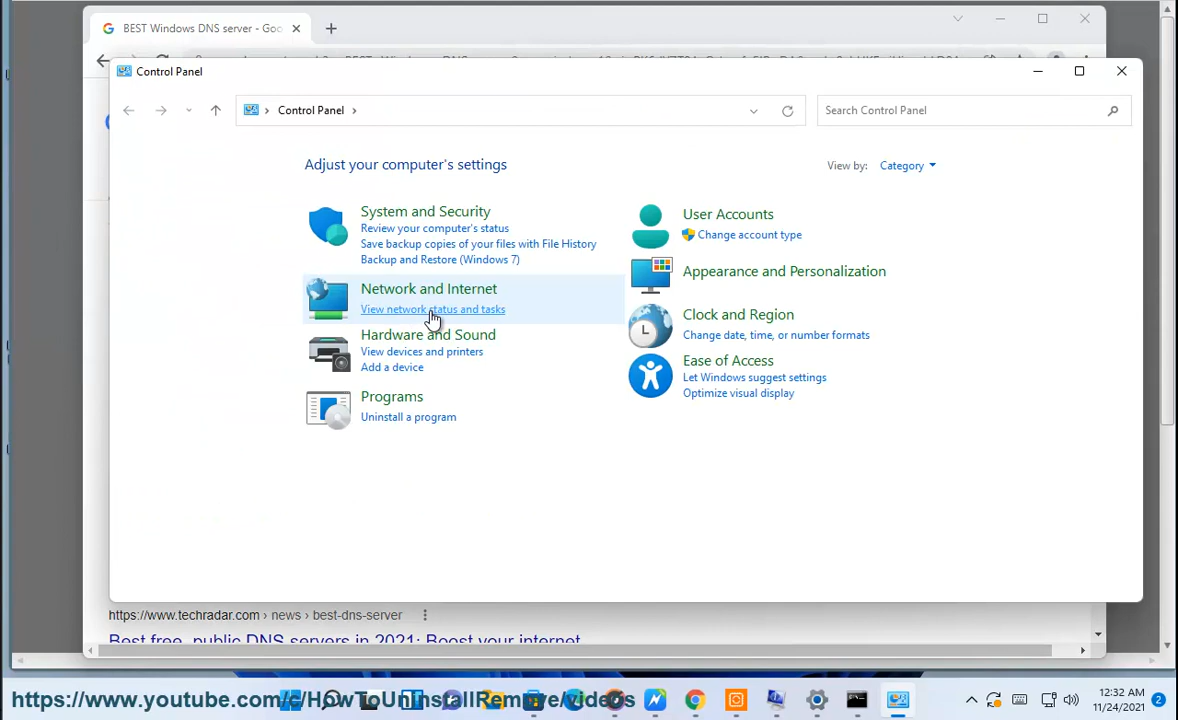 BEST Windows DNS server - Goo
Control Panel
Control Panel
Search Control Panel
Adjust your computer's settings
View by: Category
System and Security
Review your computer's status
Save backup copies of your files with File History
Backup and Restore (Windows 7)
Network and Internet
View network status and tasks
Hardware and Sound
View devices and printers
Add a device
Programs
Uninstall a program
User Accounts
Change account type
Appearance and Personalization
Clock and Region
Change date, time, or number formats
Ease of Access
Let Windows suggest settings
Optimize visual display
https://www.techradar.com › news › best-dns-server
Best free, public DNS servers in 2021: Boost your internet
https://www.youtube.com/c/HowToUninstallRemove/videos
12:32 AM
11/24/2021
2